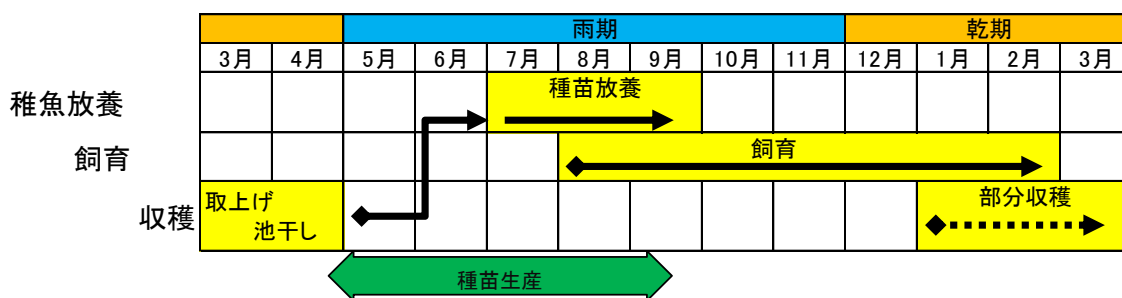 雨期 乾期
3月 4月 5月 6月 7月 8月 9月 10月 11月 12月 1月 2月 3月
稚魚放養 種苗放養
飼育 飼育
収穫 取上げ 部分収穫
池干し
種苗生産